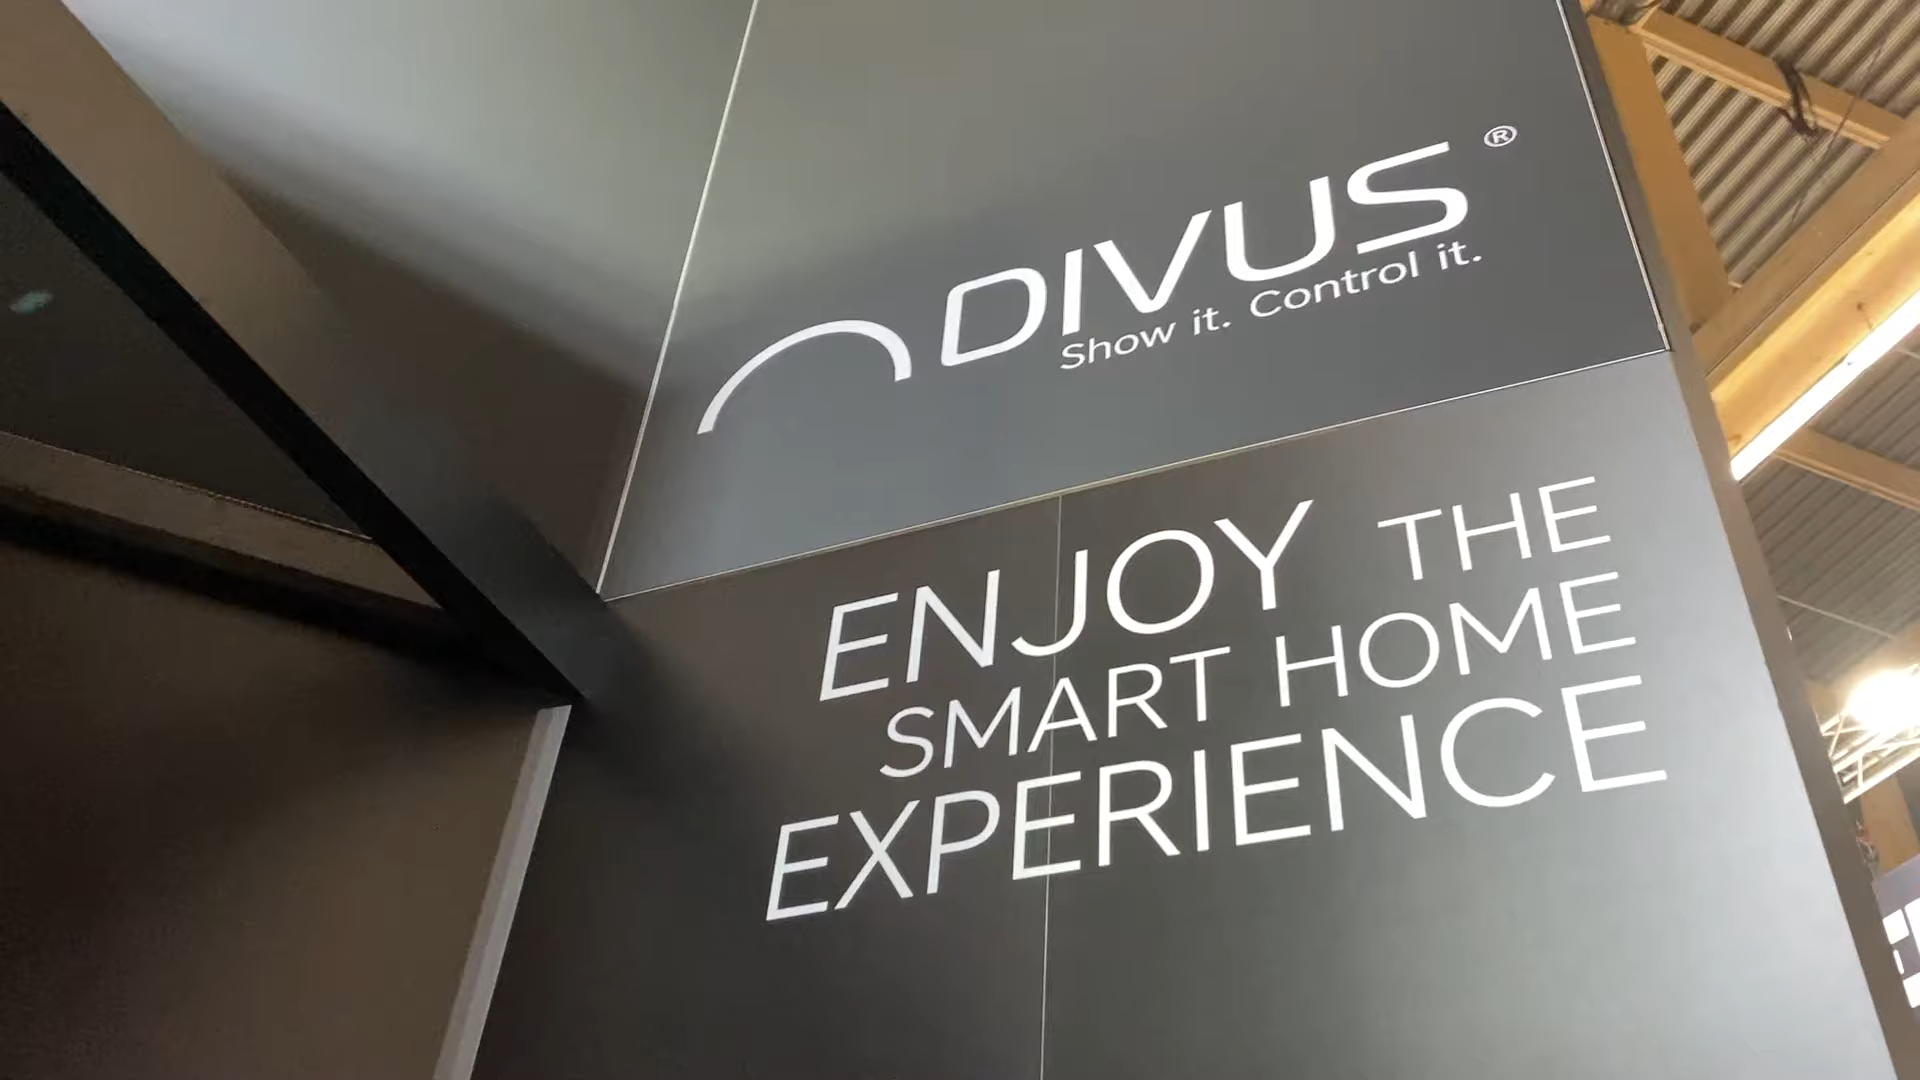 DIVUS®
Show it. Control it.
ENJOY THE
SMART HOME
EXPERIENCE